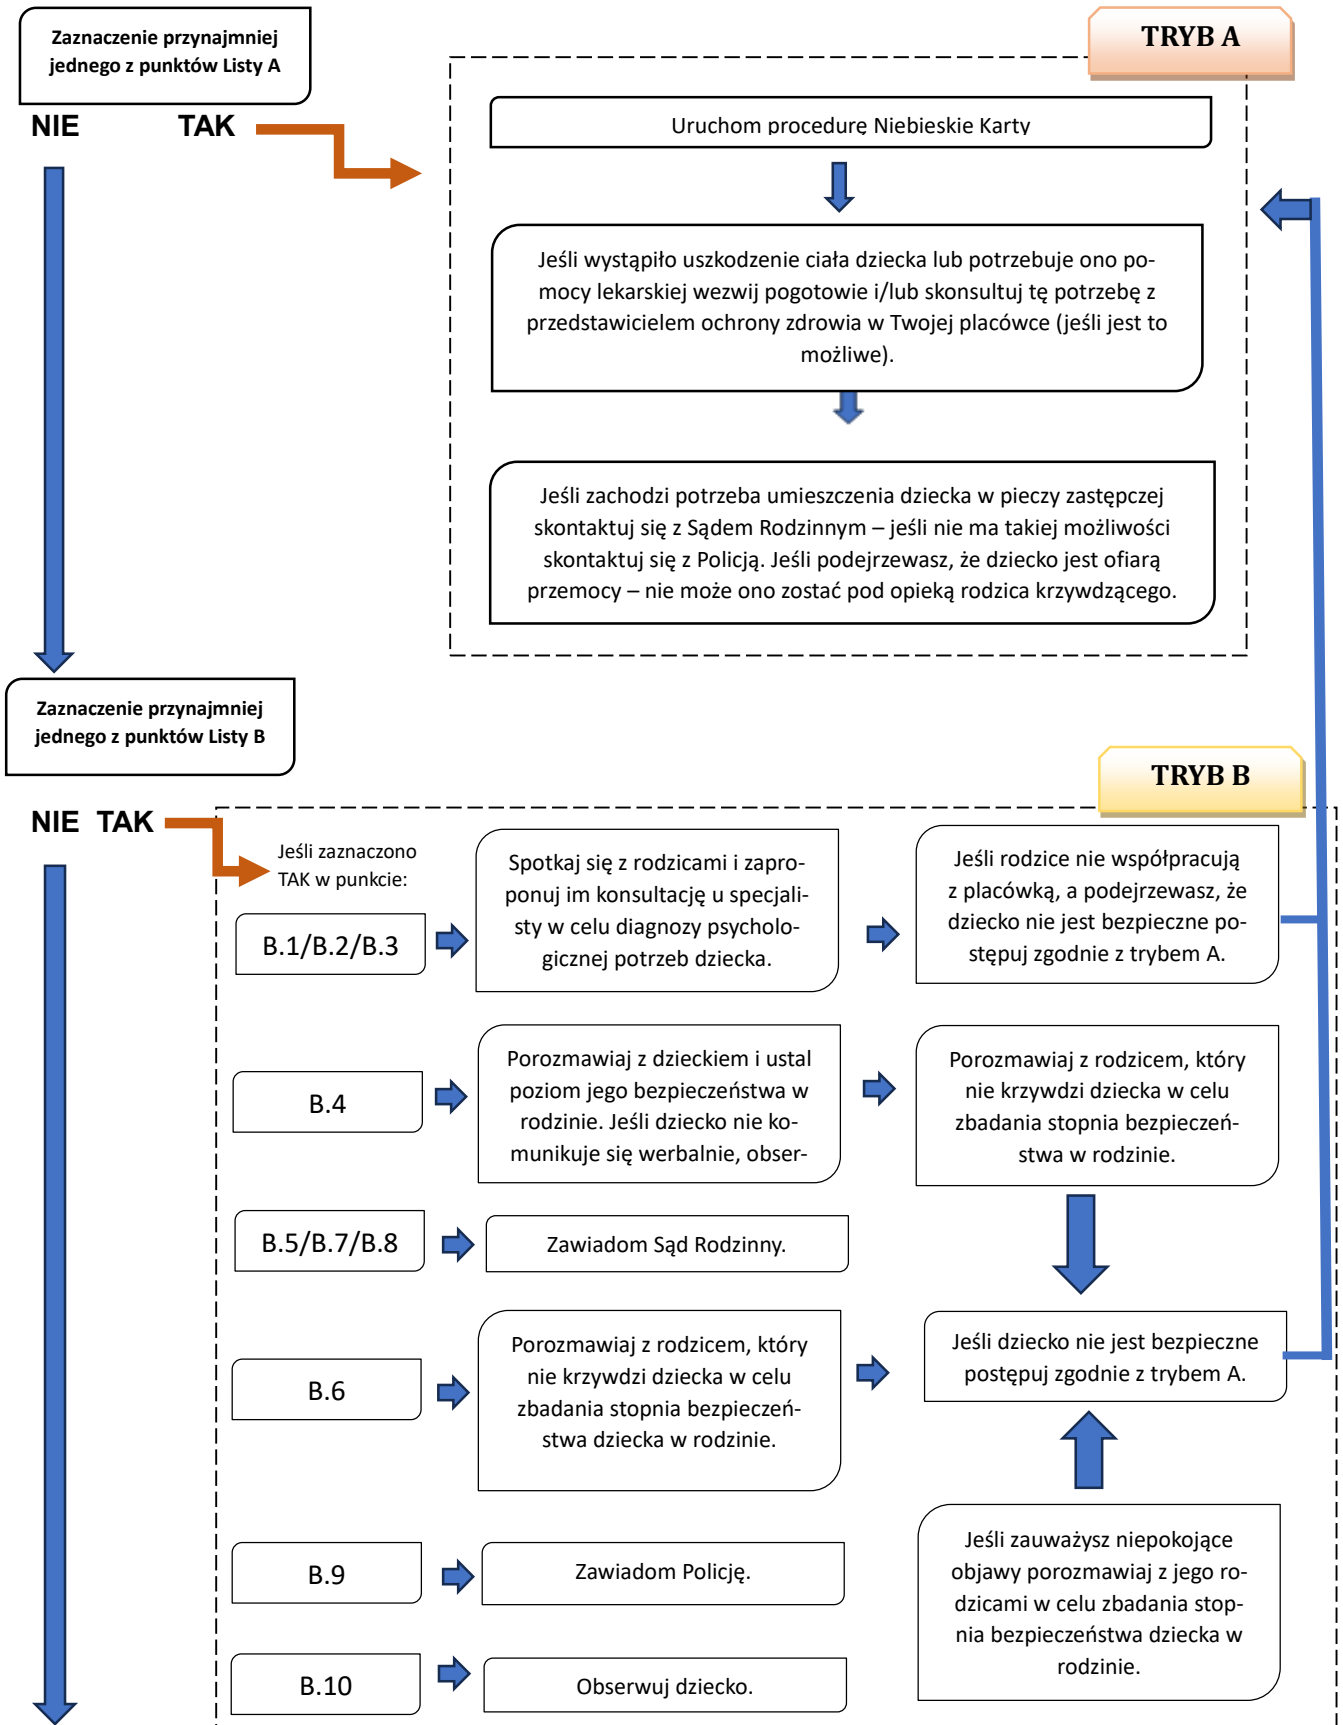 Zaznaczenie przynajmniej
jednego z punktów Listy A
NIE TAK
TRYB A
Uruchom procedurę Niebieskie Karty
Jeśli wystąpiło uszkodzenie ciała dziecka lub potrzebuje ono po-
mocy lekarskiej wezwij pogotowie i/lub skonsultuj tę potrzebę z
przedstawicielem ochrony zdrowia w Twojej placówce (jeśli jest to
możliwe).
Jeśli zachodzi potrzeba umieszczenia dziecka w pieczy zastępczej
skontaktuj się z Sądem Rodzinnym – jeśli nie ma takiej możliwości
skontaktuj się z Policją. Jeśli podejrzewasz, że dziecko jest ofiarą
przemocy – nie może ono zostać pod opieką rodzica krzywdzącego.
Zaznaczenie przynajmniej
jednego z punktów Listy B
NIE TAK
TRYB B
Jeśli zaznaczono
TAK w punkcie:
B.1/B.2/B.3
Spotkaj się z rodzicami i zapro-
ponuj im konsultację u specjali-
sty w celu diagnozy psycholo-
gicznej potrzeb dziecka.
Jeśli rodzice nie współpracują
z placówką, a podejrzewasz, że
dziecko nie jest bezpieczne po-
stępuj zgodnie z trybem A.
B.4
Porozmawiaj z dzieckiem i ustal
poziom jego bezpieczeństwa w
rodzinie. Jeśli dziecko nie ko-
munikuje się werbalnie, obser-
Porozmawiaj z rodzicem, który
nie krzywdzi dziecka w celu
zbadania stopnia bezpieczeń-
stwa w rodzinie.
B.5/B.7/B.8
Zawiadom Sąd Rodzinny.
B.6
Porozmawiaj z rodzicem, który
nie krzywdzi dziecka w celu
zbadania stopnia bezpieczeń-
stwa dziecka w rodzinie.
Jeśli dziecko nie jest bezpieczne
postępuj zgodnie z trybem A.
B.9
Zawiadom Policję.
Jeśli zauważysz niepokojące
objawy porozmawiaj z jego ro-
dzicami w celu zbadania stop-
nia bezpieczeństwa dziecka w
rodzinie.
B.10
Obserwuj dziecko.